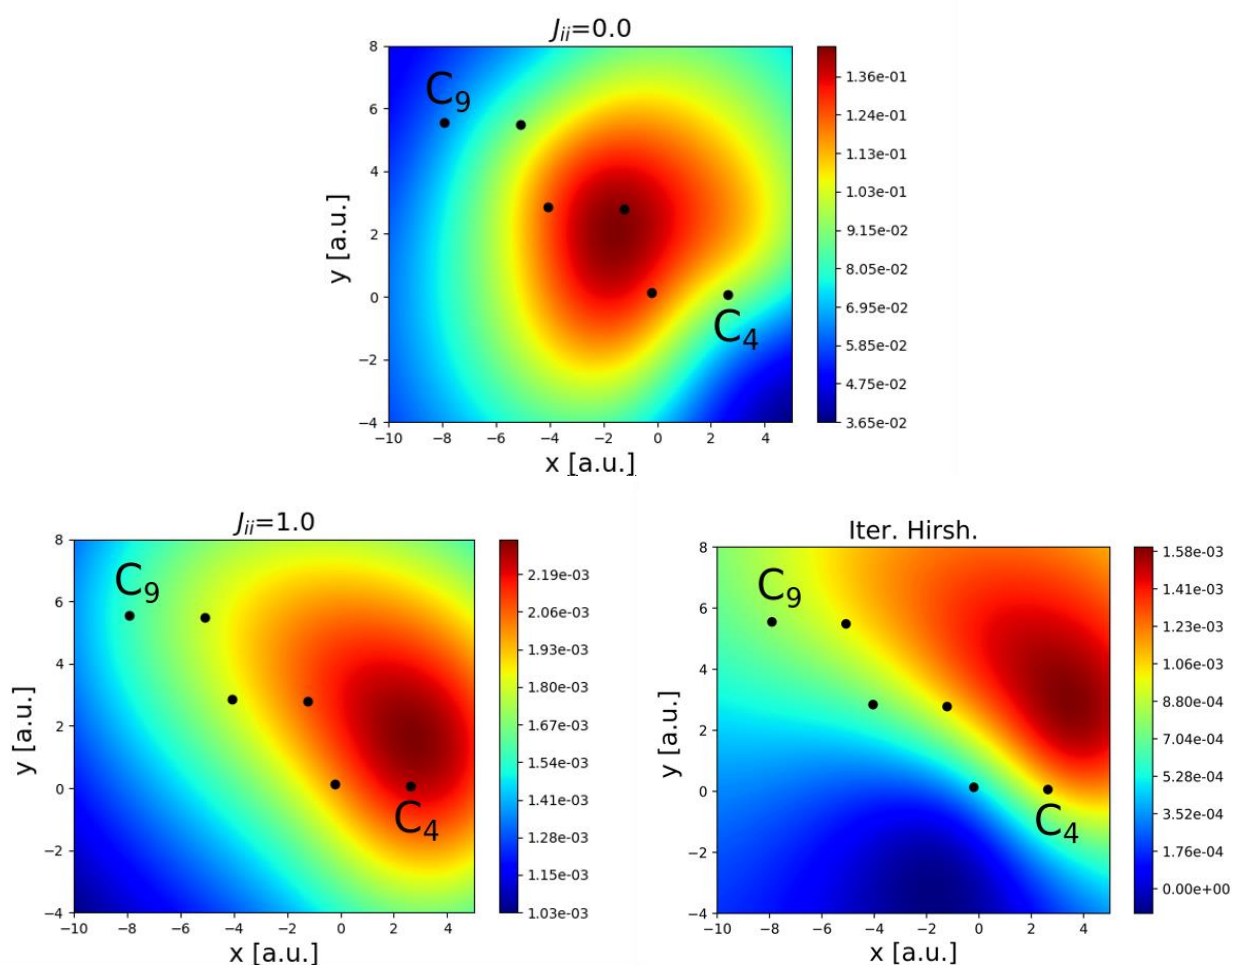 J_ii=0.0
8
6
4
2
0
−2
−4
y [a.u.]
C₉
C₄
−10 −8 −6 −4 −2 0 2 4
x [a.u.]
1.36e-01
1.24e-01
1.13e-01
1.03e-01
9.15e-02
8.05e-02
6.95e-02
5.85e-02
4.75e-02
3.65e-02
J_ii=1.0
8
6
4
2
0
−2
−4
y [a.u.]
C₉
C₄
−10 −8 −6 −4 −2 0 2 4
x [a.u.]
2.19e-03
2.06e-03
1.93e-03
1.80e-03
1.67e-03
1.54e-03
1.41e-03
1.28e-03
1.15e-03
1.03e-03
Iter. Hirsh.
8
6
4
2
0
−2
−4
y [a.u.]
C₉
C₄
−10 −8 −6 −4 −2 0 2 4
x [a.u.]
1.58e-03
1.41e-03
1.23e-03
1.06e-03
8.80e-04
7.04e-04
5.28e-04
3.52e-04
1.76e-04
0.00e+00